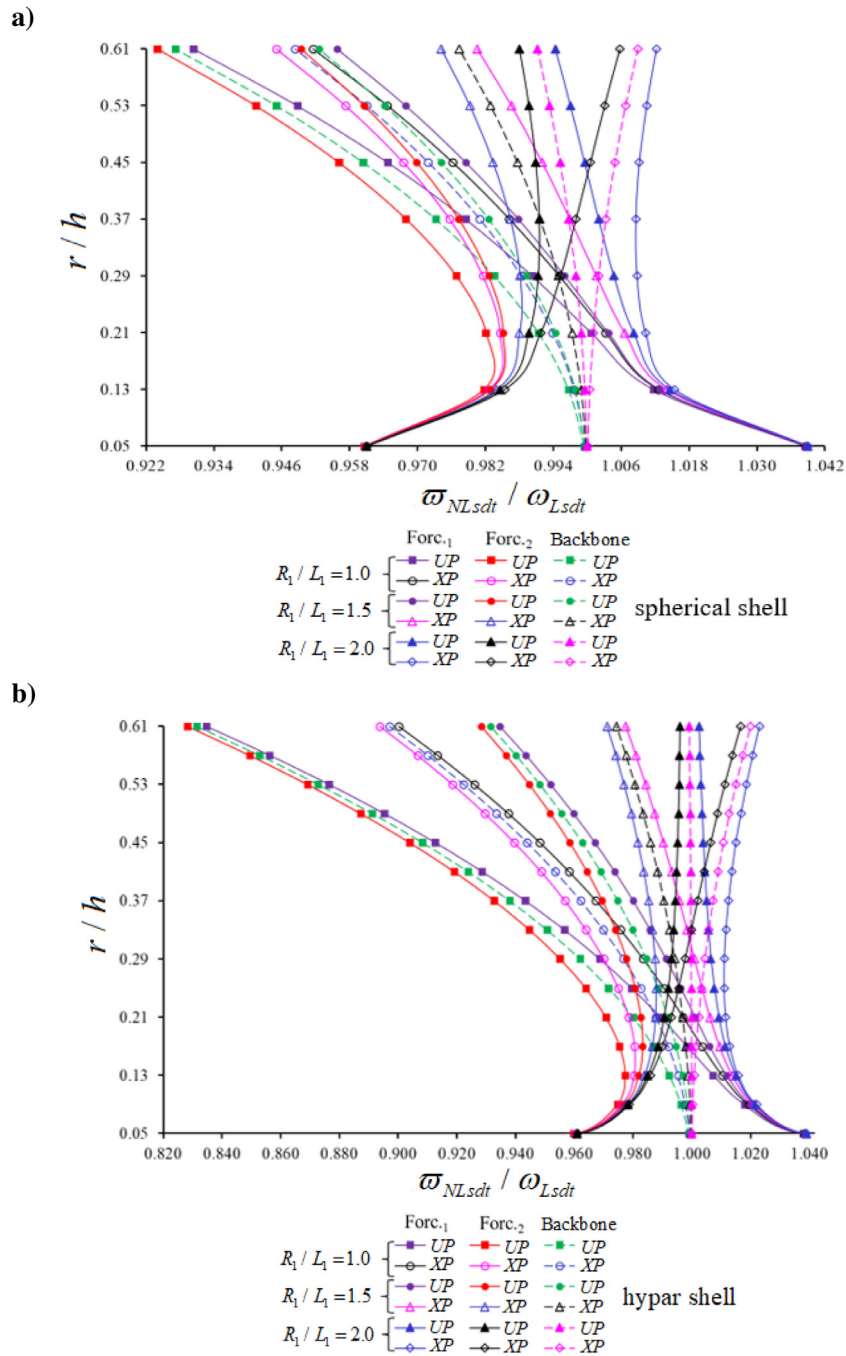 a)
0.61
0.53
0.45
0.37
0.29
0.21
0.13
0.05
r / h
0.922 0.934 0.946 0.958 0.970 0.982 0.994 1.006 1.018 1.030 1.042
ϖ_NLsdt / ω_Lsdt
Forc.₁ Forc.₂ Backbone
R₁ / L₁ = 1.0 UP UP UP
XP XP XP
R₁ / L₁ = 1.5 UP UP UP spherical shell
XP XP XP
R₁ / L₁ = 2.0 UP UP UP
XP XP XP
b)
0.61
0.53
0.45
0.37
0.29
0.21
0.13
0.05
r / h
0.820 0.840 0.860 0.880 0.900 0.920 0.940 0.960 0.980 1.000 1.020 1.040
ϖ_NLsdt / ω_Lsdt
Forc.₁ Forc.₂ Backbone
R₁ / L₁ = 1.0 UP UP UP
XP XP XP
R₁ / L₁ = 1.5 UP UP UP hypar shell
XP XP XP
R₁ / L₁ = 2.0 UP UP UP
XP XP XP